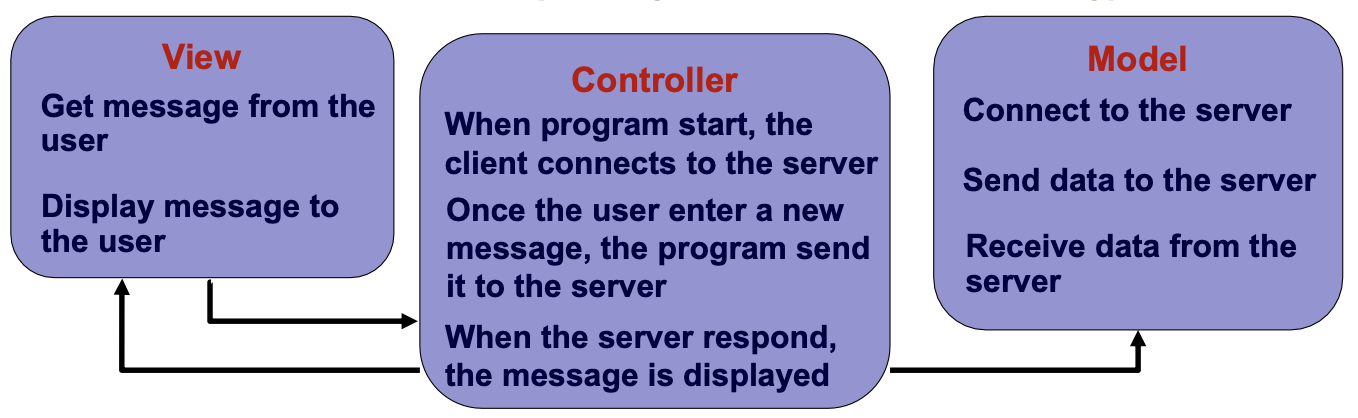 View
Get message from the
user
Display message to
the user
Controller
When program start, the
client connects to the server
Once the user enter a new
message, the program send
it to the server
When the server respond,
the message is displayed
Model
Connect to the server
Send data to the server
Receive data from the
server